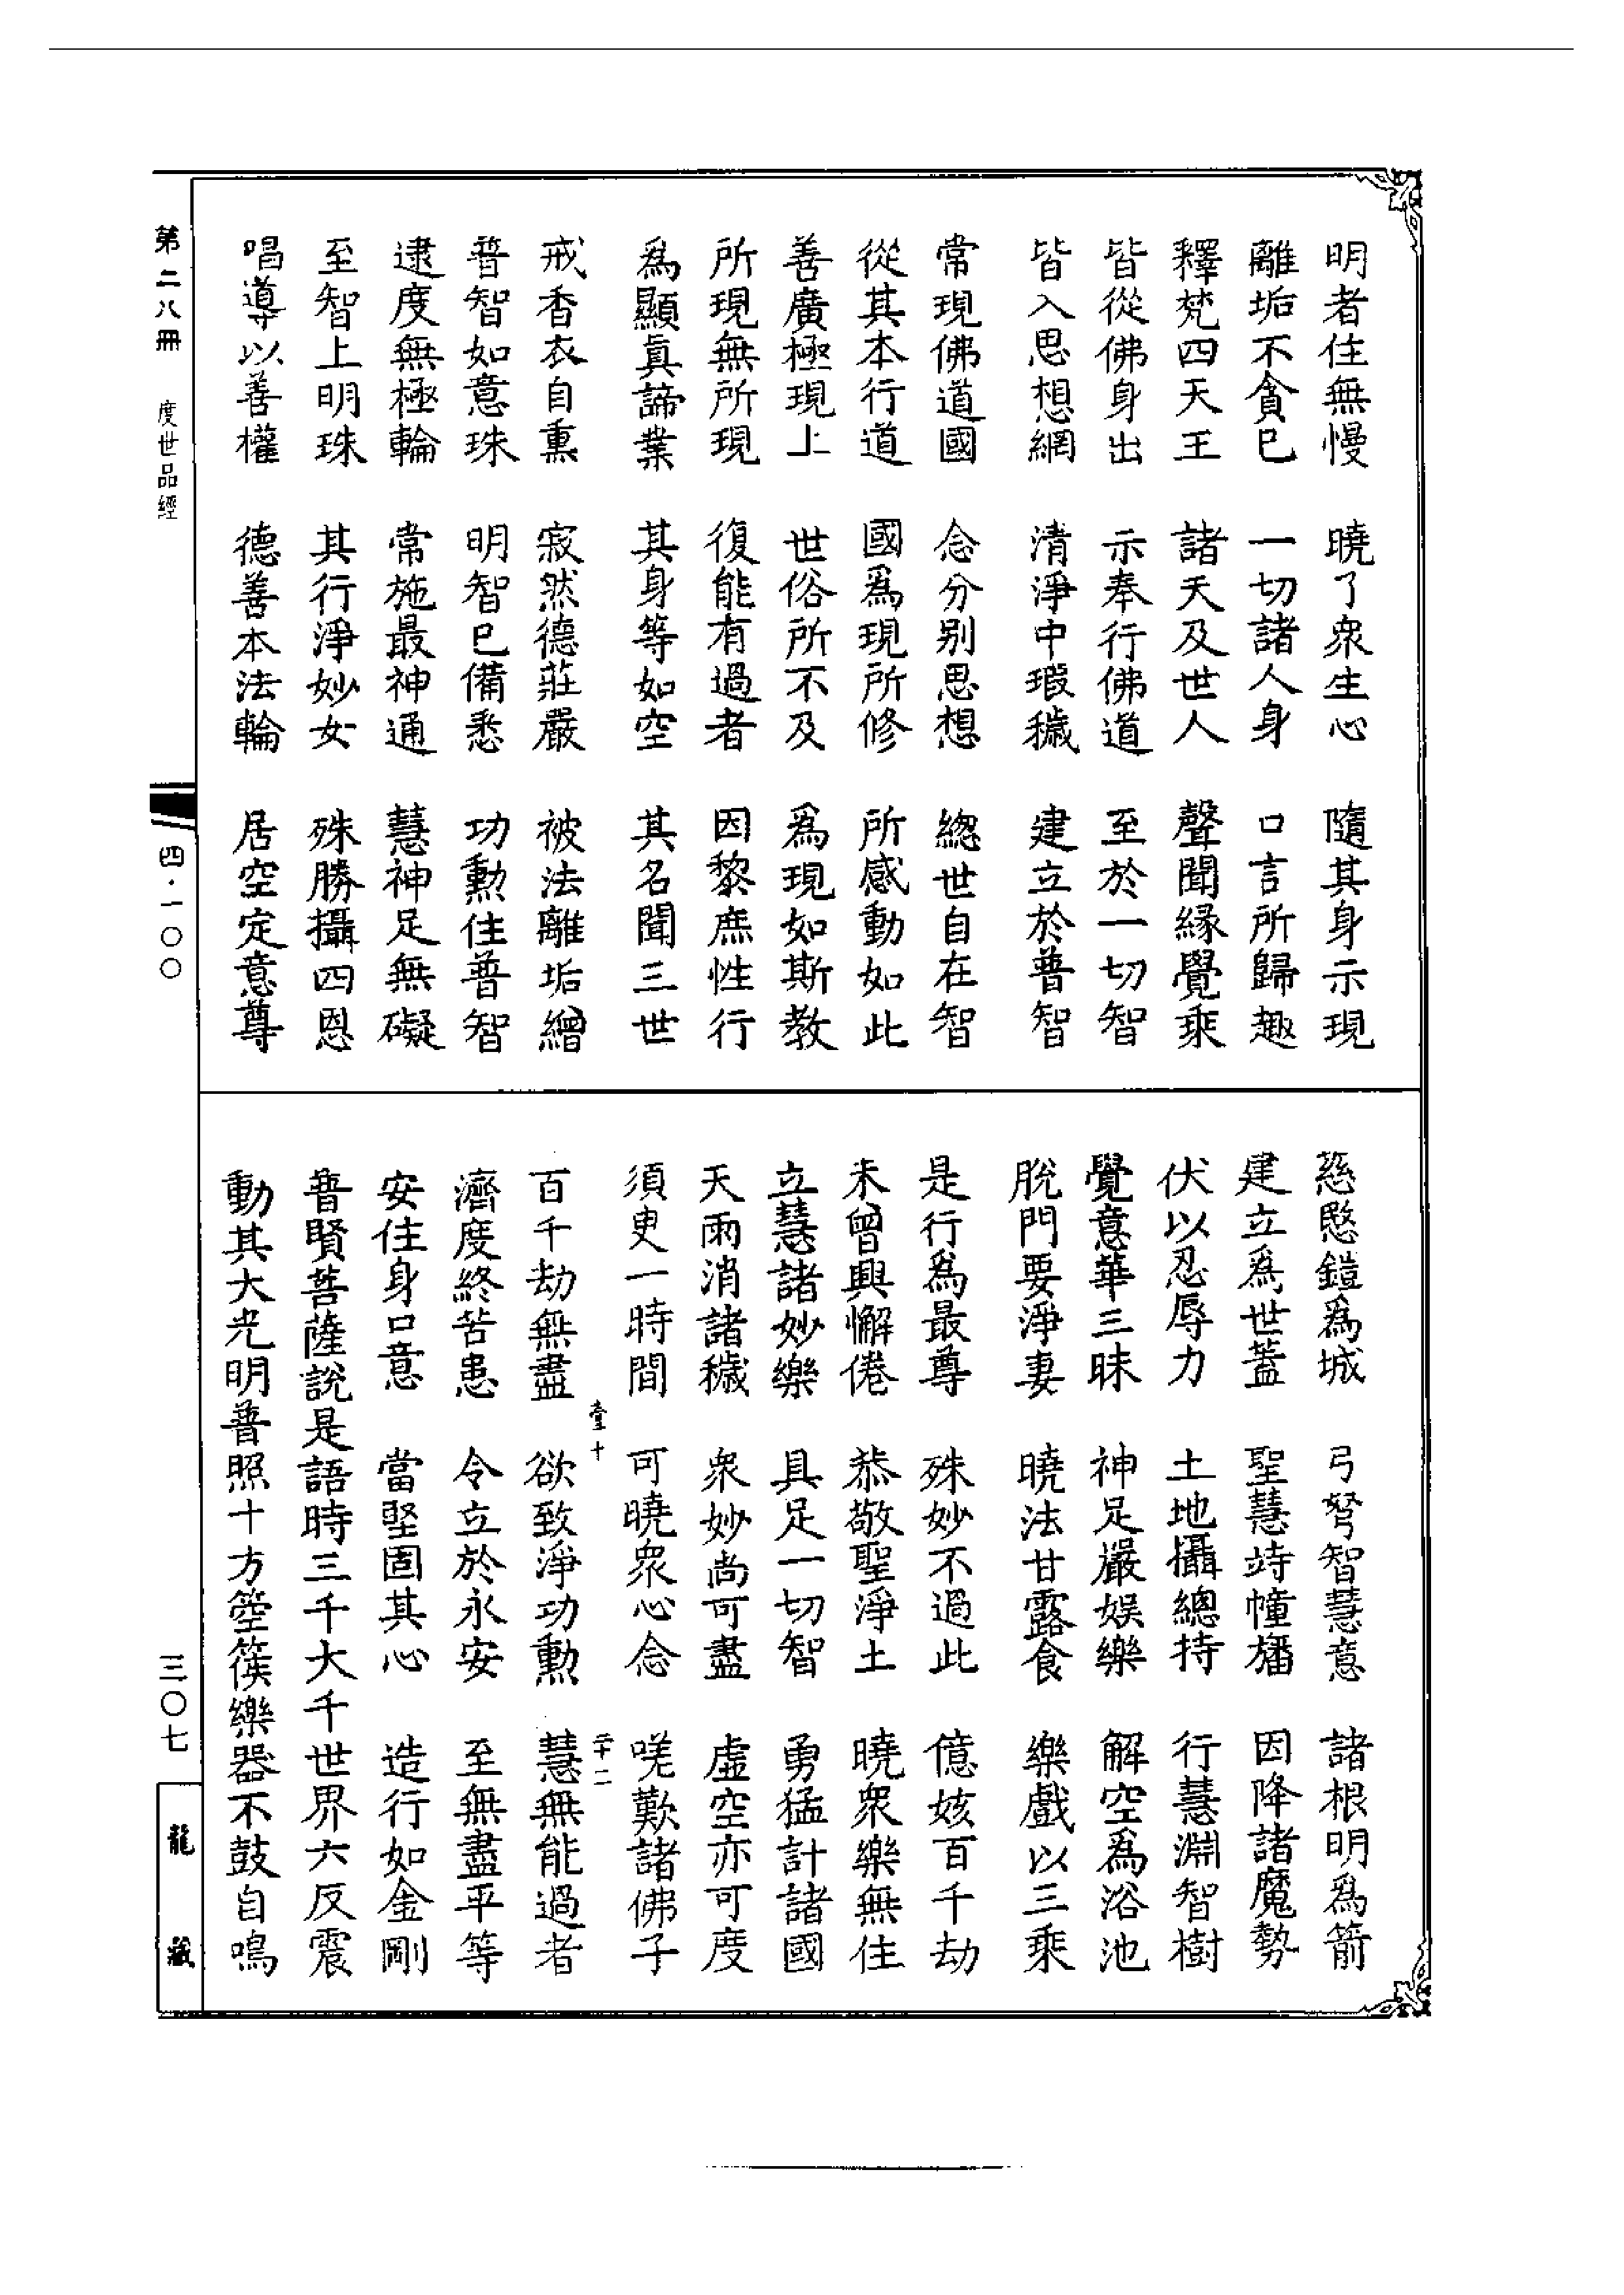 明者住無慢　曉了衆生心　隨其身示現
離垢不貪已　一切諸人身　口言所歸趣
釋梵四天王　諸天及世人　聲聞緣覺乘
皆從佛身出　示奉行佛道　至於一切智
皆入思想網　清淨中瑕穢　建立於普智
常現佛道國　念分别思想　總世自在智
從其本行道　國爲現所修　所感動如此
善廣極現上　世俗所不及　爲現如斯教
所現無所現　復能有過者　因黎庶性行
爲顯眞諦業　其身等如空　其名聞三世
戒香衣自熏　寂然德莊嚴　被法離垢繒
普智如意珠　明智已備悉　功勲住普智
逮度無極輪　常施最神通　慧神足無礙
至智上明珠　其行淨妙女　殊勝攝四恩
唱導以善權　德善本法輪　居空定意尊
慈愍鎧爲城　弓弩智慧意　諸根明爲箭
建立爲世蓋　聖慧竛幢旛　因降諸魔勢
伏以忍辱力　土地攝總持　行慧淵智樹
覺意華三昧　神足嚴娛樂　解空爲浴池
脫門要淨妻　曉法甘露食　樂戲以三乘
是行爲最尊　殊妙不過此　億姟百千劫
未曾興懈倦　恭敬聖淨土　曉衆樂無住
立慧諸妙樂　具足一切智　勇猛計諸國
天雨消諸穢　衆妙尚可盡　虛空亦可度
須更一時間　可曉衆心念　嗟歎諸佛子
臺十　二十二
百千劫無盡　欲致淨功勲　慧無能過者
濟度終苦患　令立於永安　至無盡平等
安住身口意　當堅固其心　造行如金剛
普賢菩薩說是語時三千大千世界六反震
動其大光明普照十方箜篌樂器不鼓自鳴
第二八冊　度世品經　四·一〇〇　三〇七　龍藏